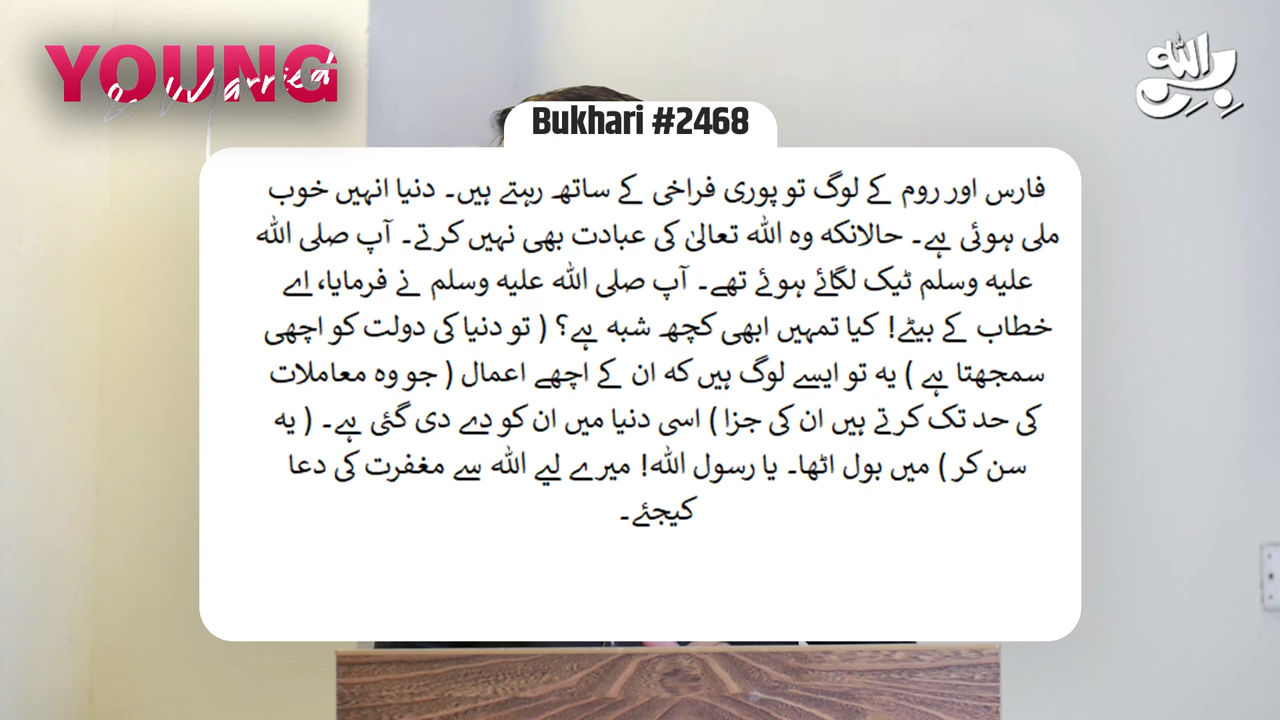 YOUNG
& Married
بسم الله
Bukhari #2468
فارس اور روم کے لوگ تو پوری فراخی کے ساتھ رہتے ہیں۔ دنیا انہیں خوب
ملی ہوئی ہے۔ حالانکہ وہ اللہ تعالیٰ کی عبادت بھی نہیں کرتے۔ آپ صلی اللہ
علیہ وسلم ٹیک لگائے ہوئے تھے۔ آپ صلی اللہ علیہ وسلم نے فرمایا، اے
خطاب کے بیٹے! کیا تمہیں ابھی کچھ شبہ ہے؟ ( تو دنیا کی دولت کو اچھی
سمجھتا ہے ) یہ تو ایسے لوگ ہیں کہ ان کے اچھے اعمال ( جو وہ معاملات
کی حد تک کرتے ہیں ان کی جزا ) اسی دنیا میں ان کو دے دی گئی ہے۔ ( یہ
سن کر ) میں بول اٹھا۔ یا رسول اللہ! میرے لیے اللہ سے مغفرت کی دعا
کیجئے۔